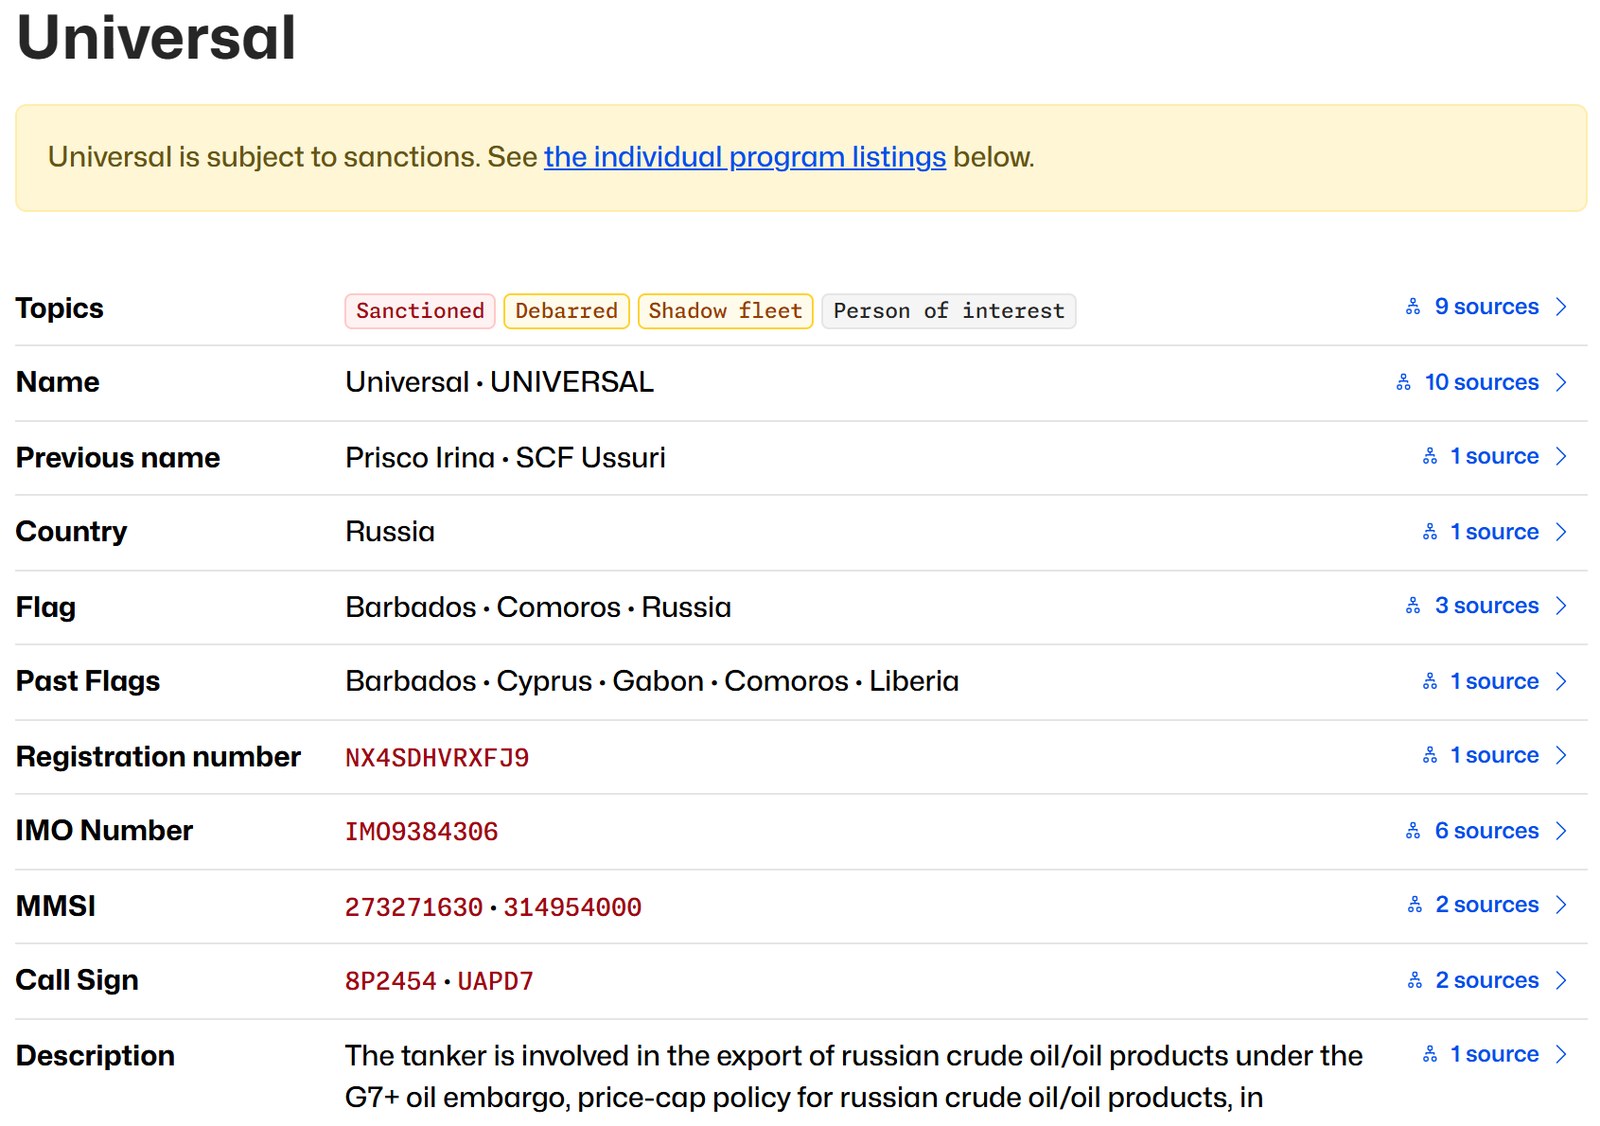 Universal
Universal is subject to sanctions. See the individual program listings below.
Topics Sanctioned Debarred Shadow fleet Person of interest 9 sources
Name Universal • UNIVERSAL 10 sources
Previous name Prisco Irina • SCF Ussuri 1 source
Country Russia 1 source
Flag Barbados • Comoros • Russia 3 sources
Past Flags Barbados • Cyprus • Gabon • Comoros • Liberia 1 source
Registration number NX4SDHVRXFJ9 1 source
IMO Number IMO9384306 6 sources
MMSI 273271630 • 314954000 2 sources
Call Sign 8P2454 • UAPD7 2 sources
Description The tanker is involved in the export of russian crude oil/oil products under the 1 source
G7+ oil embargo, price-cap policy for russian crude oil/oil products, in